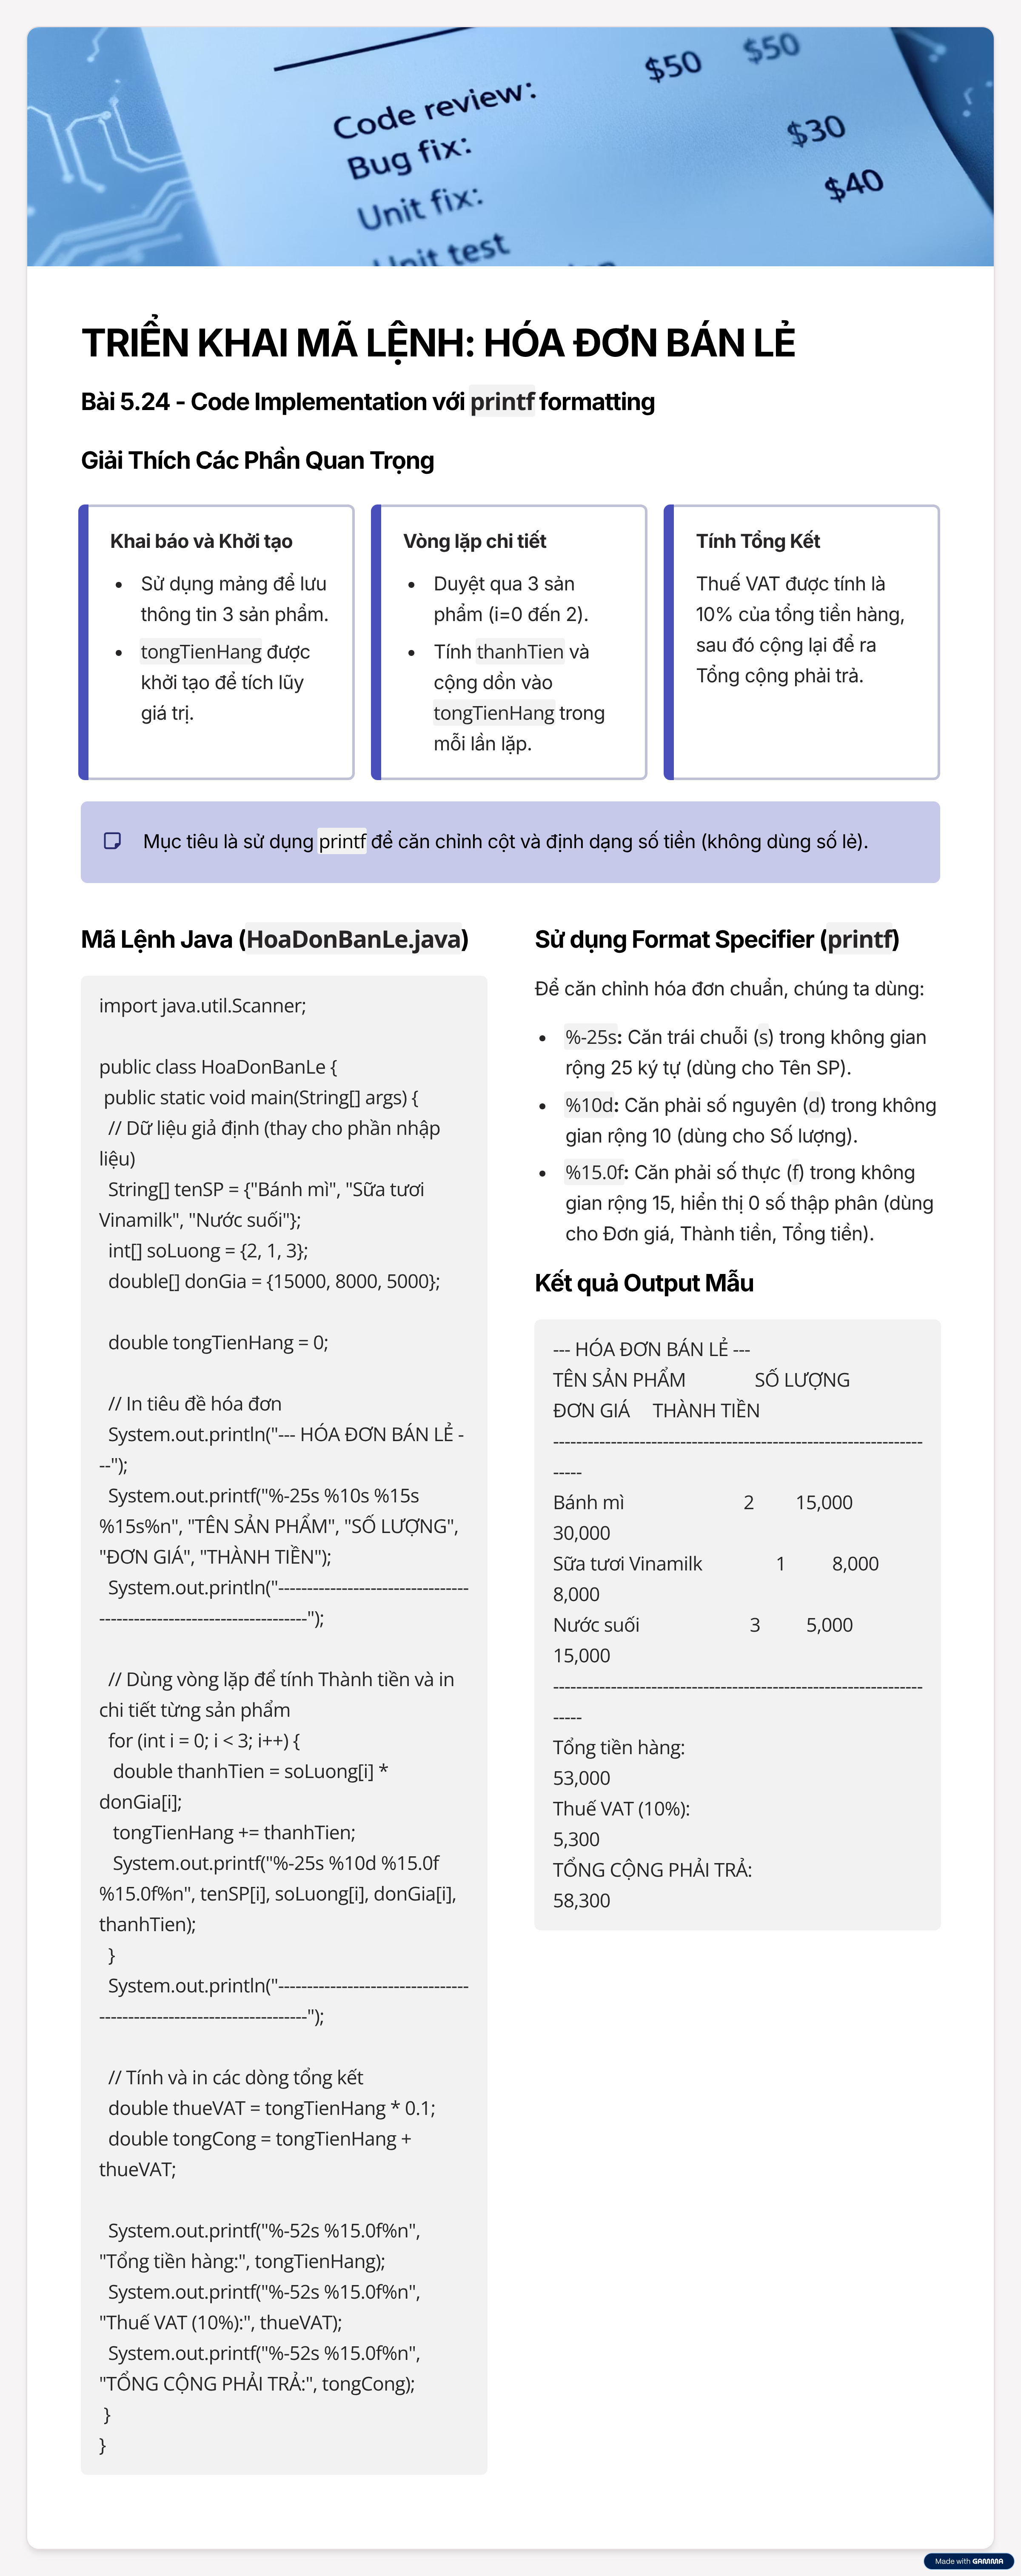 Code review:
$50
$50
Bug fix:
$30
Unit fix:
$40
Unit test
TRIỂN KHAI MÃ LỆNH: HÓA ĐƠN BÁN LẺ
Bài 5.24 - Code Implementation với printf formatting
Giải Thích Các Phần Quan Trọng
Khai báo và Khởi tạo
• Sử dụng mảng để lưu
thông tin 3 sản phẩm.
• tongTienHang được
khởi tạo để tích lũy
giá trị.
Vòng lặp chi tiết
• Duyệt qua 3 sản
phẩm (i=0 đến 2).
• Tính thanhTien và
cộng dồn vào
tongTienHang trong
mỗi lần lặp.
Tính Tổng Kết
Thuế VAT được tính là
10% của tổng tiền hàng,
sau đó cộng lại để ra
Tổng cộng phải trả.
Mục tiêu là sử dụng printf để căn chỉnh cột và định dạng số tiền (không dùng số lẻ).
Mã Lệnh Java (HoaDonBanLe.java)
import java.util.Scanner;
public class HoaDonBanLe {
public static void main(String[] args) {
// Dữ liệu giả định (thay cho phần nhập
liệu)
String[] tenSP = {"Bánh mì", "Sữa tươi
Vinamilk", "Nước suối"};
int[] soLuong = {2, 1, 3};
double[] donGia = {15000, 8000, 5000};
double tongTienHang = 0;
// In tiêu đề hóa đơn
System.out.println("--- HÓA ĐƠN BÁN LẺ -
--");
System.out.printf("%-25s %10s %15s
%15s%n", "TÊN SẢN PHẨM", "SỐ LƯỢNG",
"ĐƠN GIÁ", "THÀNH TIỀN");
System.out.println("---------------------------------
------------------------------------");
// Dùng vòng lặp để tính Thành tiền và in
chi tiết từng sản phẩm
for (int i = 0; i < 3; i++) {
double thanhTien = soLuong[i] *
donGia[i];
tongTienHang += thanhTien;
System.out.printf("%-25s %10d %15.0f
%15.0f%n", tenSP[i], soLuong[i], donGia[i],
thanhTien);
}
System.out.println("---------------------------------
------------------------------------");
// Tính và in các dòng tổng kết
double thueVAT = tongTienHang * 0.1;
double tongCong = tongTienHang +
thueVAT;
System.out.printf("%-52s %15.0f%n",
"Tổng tiền hàng:", tongTienHang);
System.out.printf("%-52s %15.0f%n",
"Thuế VAT (10%):", thueVAT);
System.out.printf("%-52s %15.0f%n",
"TỔNG CỘNG PHẢI TRẢ:", tongCong);
}
}
Sử dụng Format Specifier (printf)
Để căn chỉnh hóa đơn chuẩn, chúng ta dùng:
• %-25s: Căn trái chuỗi (s) trong không gian
rộng 25 ký tự (dùng cho Tên SP).
• %10d: Căn phải số nguyên (d) trong không
gian rộng 10 (dùng cho Số lượng).
• %15.0f: Căn phải số thực (f) trong không
gian rộng 15, hiển thị 0 số thập phân (dùng
cho Đơn giá, Thành tiền, Tổng tiền).
Kết quả Output Mẫu
--- HÓA ĐƠN BÁN LẺ ---
TÊN SẢN PHẨM SỐ LƯỢNG
ĐƠN GIÁ THÀNH TIỀN
----------------------------------------------------------------
-----
Bánh mì 2 15,000
30,000
Sữa tươi Vinamilk 1 8,000
8,000
Nước suối 3 5,000
15,000
----------------------------------------------------------------
-----
Tổng tiền hàng:
53,000
Thuế VAT (10%):
5,300
TỔNG CỘNG PHẢI TRẢ:
58,300
Made with GAMMA